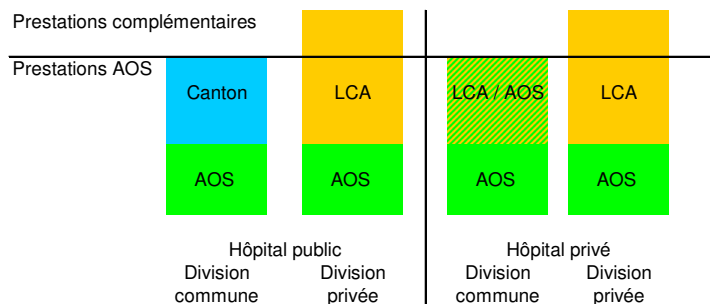 Prestations complémentaires
Prestations AOS
Canton
LCA
LCA / AOS
LCA
AOS
AOS
AOS
AOS
Hôpital public
Hôpital privé
Division commune
Division privée
Division commune
Division privée